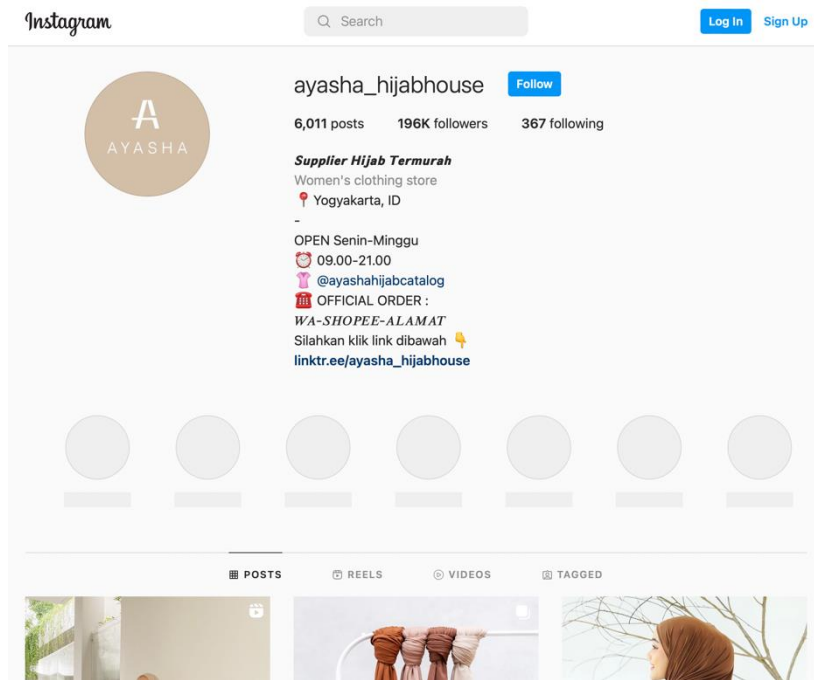 Instagram
Search
Log In
Sign Up
A
AYASHA
ayasha_hijabhouse
Follow
6,011 posts 196K followers 367 following
Supplier Hijab Termurah
Women's clothing store
📍 Yogyakarta, ID
-
OPEN Senin-Minggu
⏰ 09.00-21.00
👚 @ayashahijabcatalog
☎️ OFFICIAL ORDER :
WA-SHOPEE-ALAMAT
Silahkan klik link dibawah 👇
linktr.ee/ayasha_hijabhouse
POSTS REELS VIDEOS TAGGED